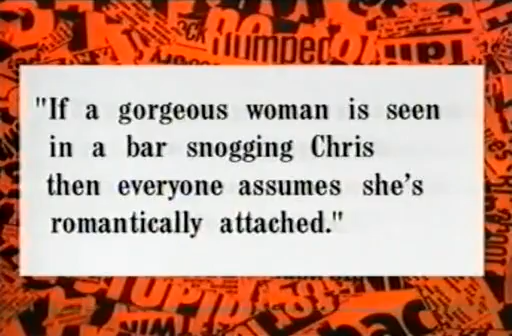 "If a gorgeous woman is seen
in a bar snogging Chris
then everyone assumes she's
romantically attached."